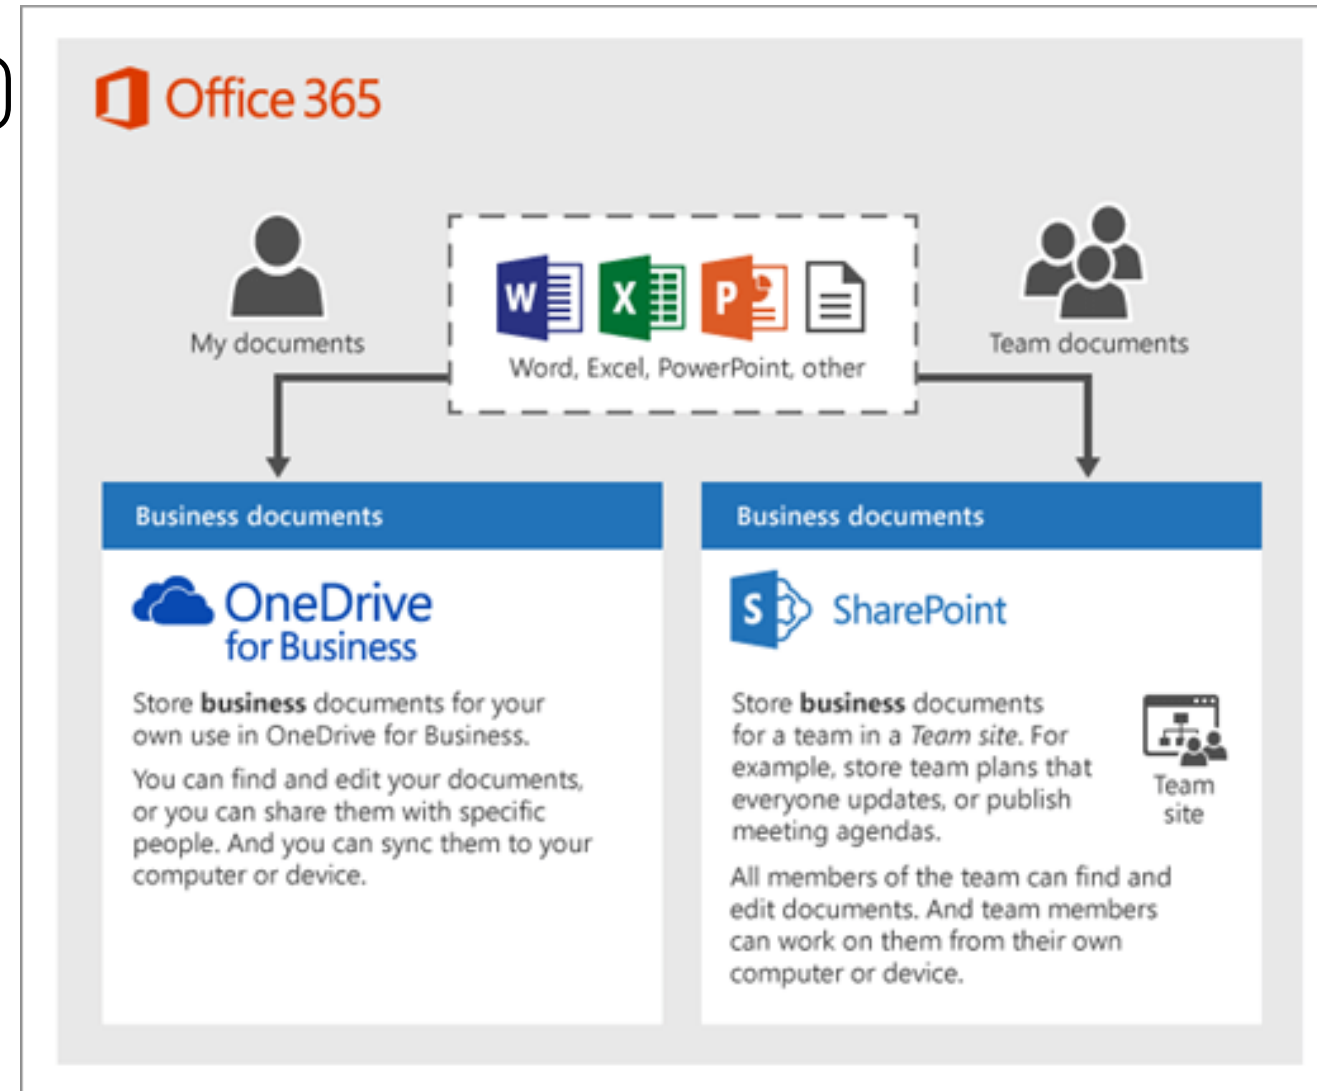 Office 365
My documents
W
X
P
Word, Excel, PowerPoint, other
Team documents
Business documents
OneDrive
for Business
Store business documents for your
own use in OneDrive for Business.
You can find and edit your documents,
or you can share them with specific
people. And you can sync them to your
computer or device.
Business documents
S
SharePoint
Store business documents
for a team in a Team site. For
example, store team plans that
everyone updates, or publish
meeting agendas.
Team
site
All members of the team can find and
edit documents. And team members
can work on them from their own
computer or device.